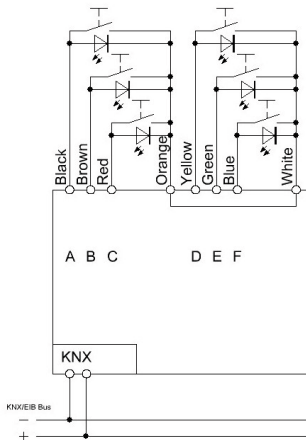 Black
Brown
Red
Orange
Yellow
Green
Blue
White
A B C D E F
KNX
KNX/EIB Bus
−
+